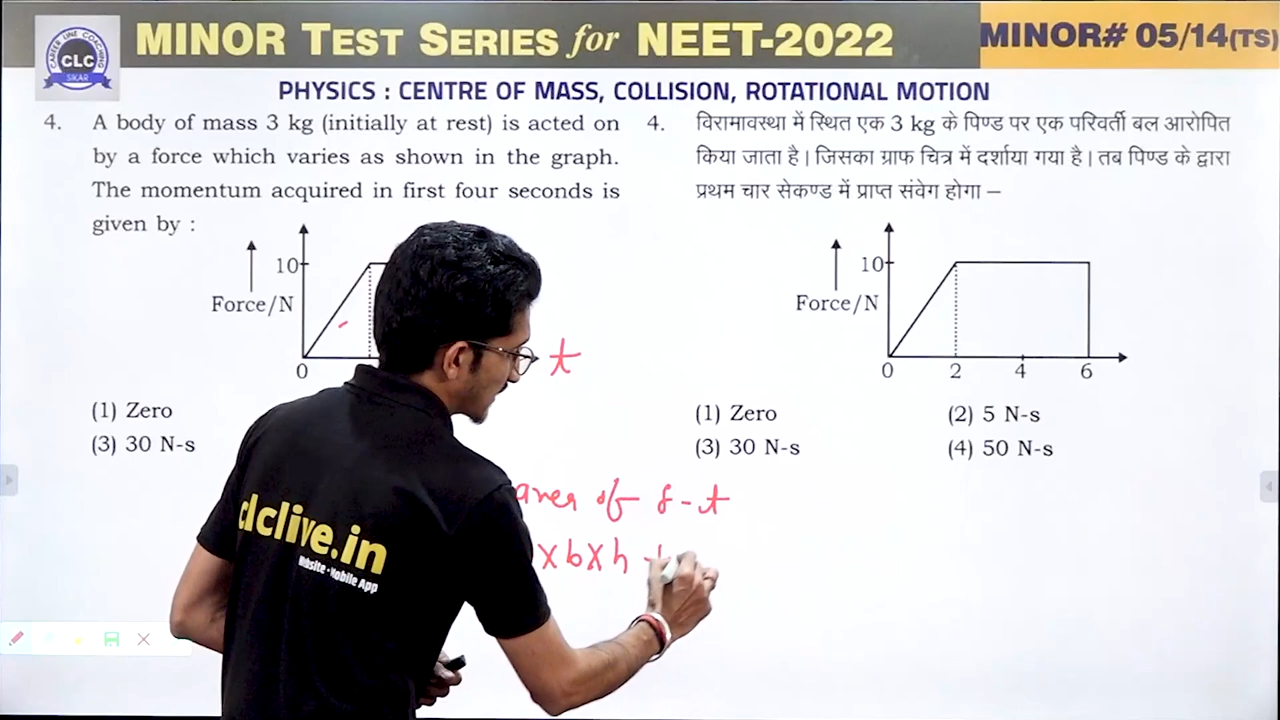 MINOR TEST SERIES for NEET-2022
MINOR# 05/14(TS)
CAREER LINE COACHING
CLC
SIKAR
PHYSICS : CENTRE OF MASS, COLLISION, ROTATIONAL MOTION
4. A body of mass 3 kg (initially at rest) is acted on
by a force which varies as shown in the graph.
The momentum acquired in first four seconds is
given by :
10
Force/N
0
t
(1) Zero
(3) 30 N-s
4. विरामावस्था में स्थित एक 3 kg के पिण्ड पर एक परिवर्ती बल आरोपित
किया जाता है। जिसका ग्राफ चित्र में दर्शाया गया है। तब पिण्ड के द्वारा
प्रथम चार सेकण्ड में प्राप्त संवेग होगा –
10
Force/N
0 2 4 6
(1) Zero (2) 5 N-s
(3) 30 N-s (4) 50 N-s
of f-t
x b x h +
clclive.in
Website • Mobile App